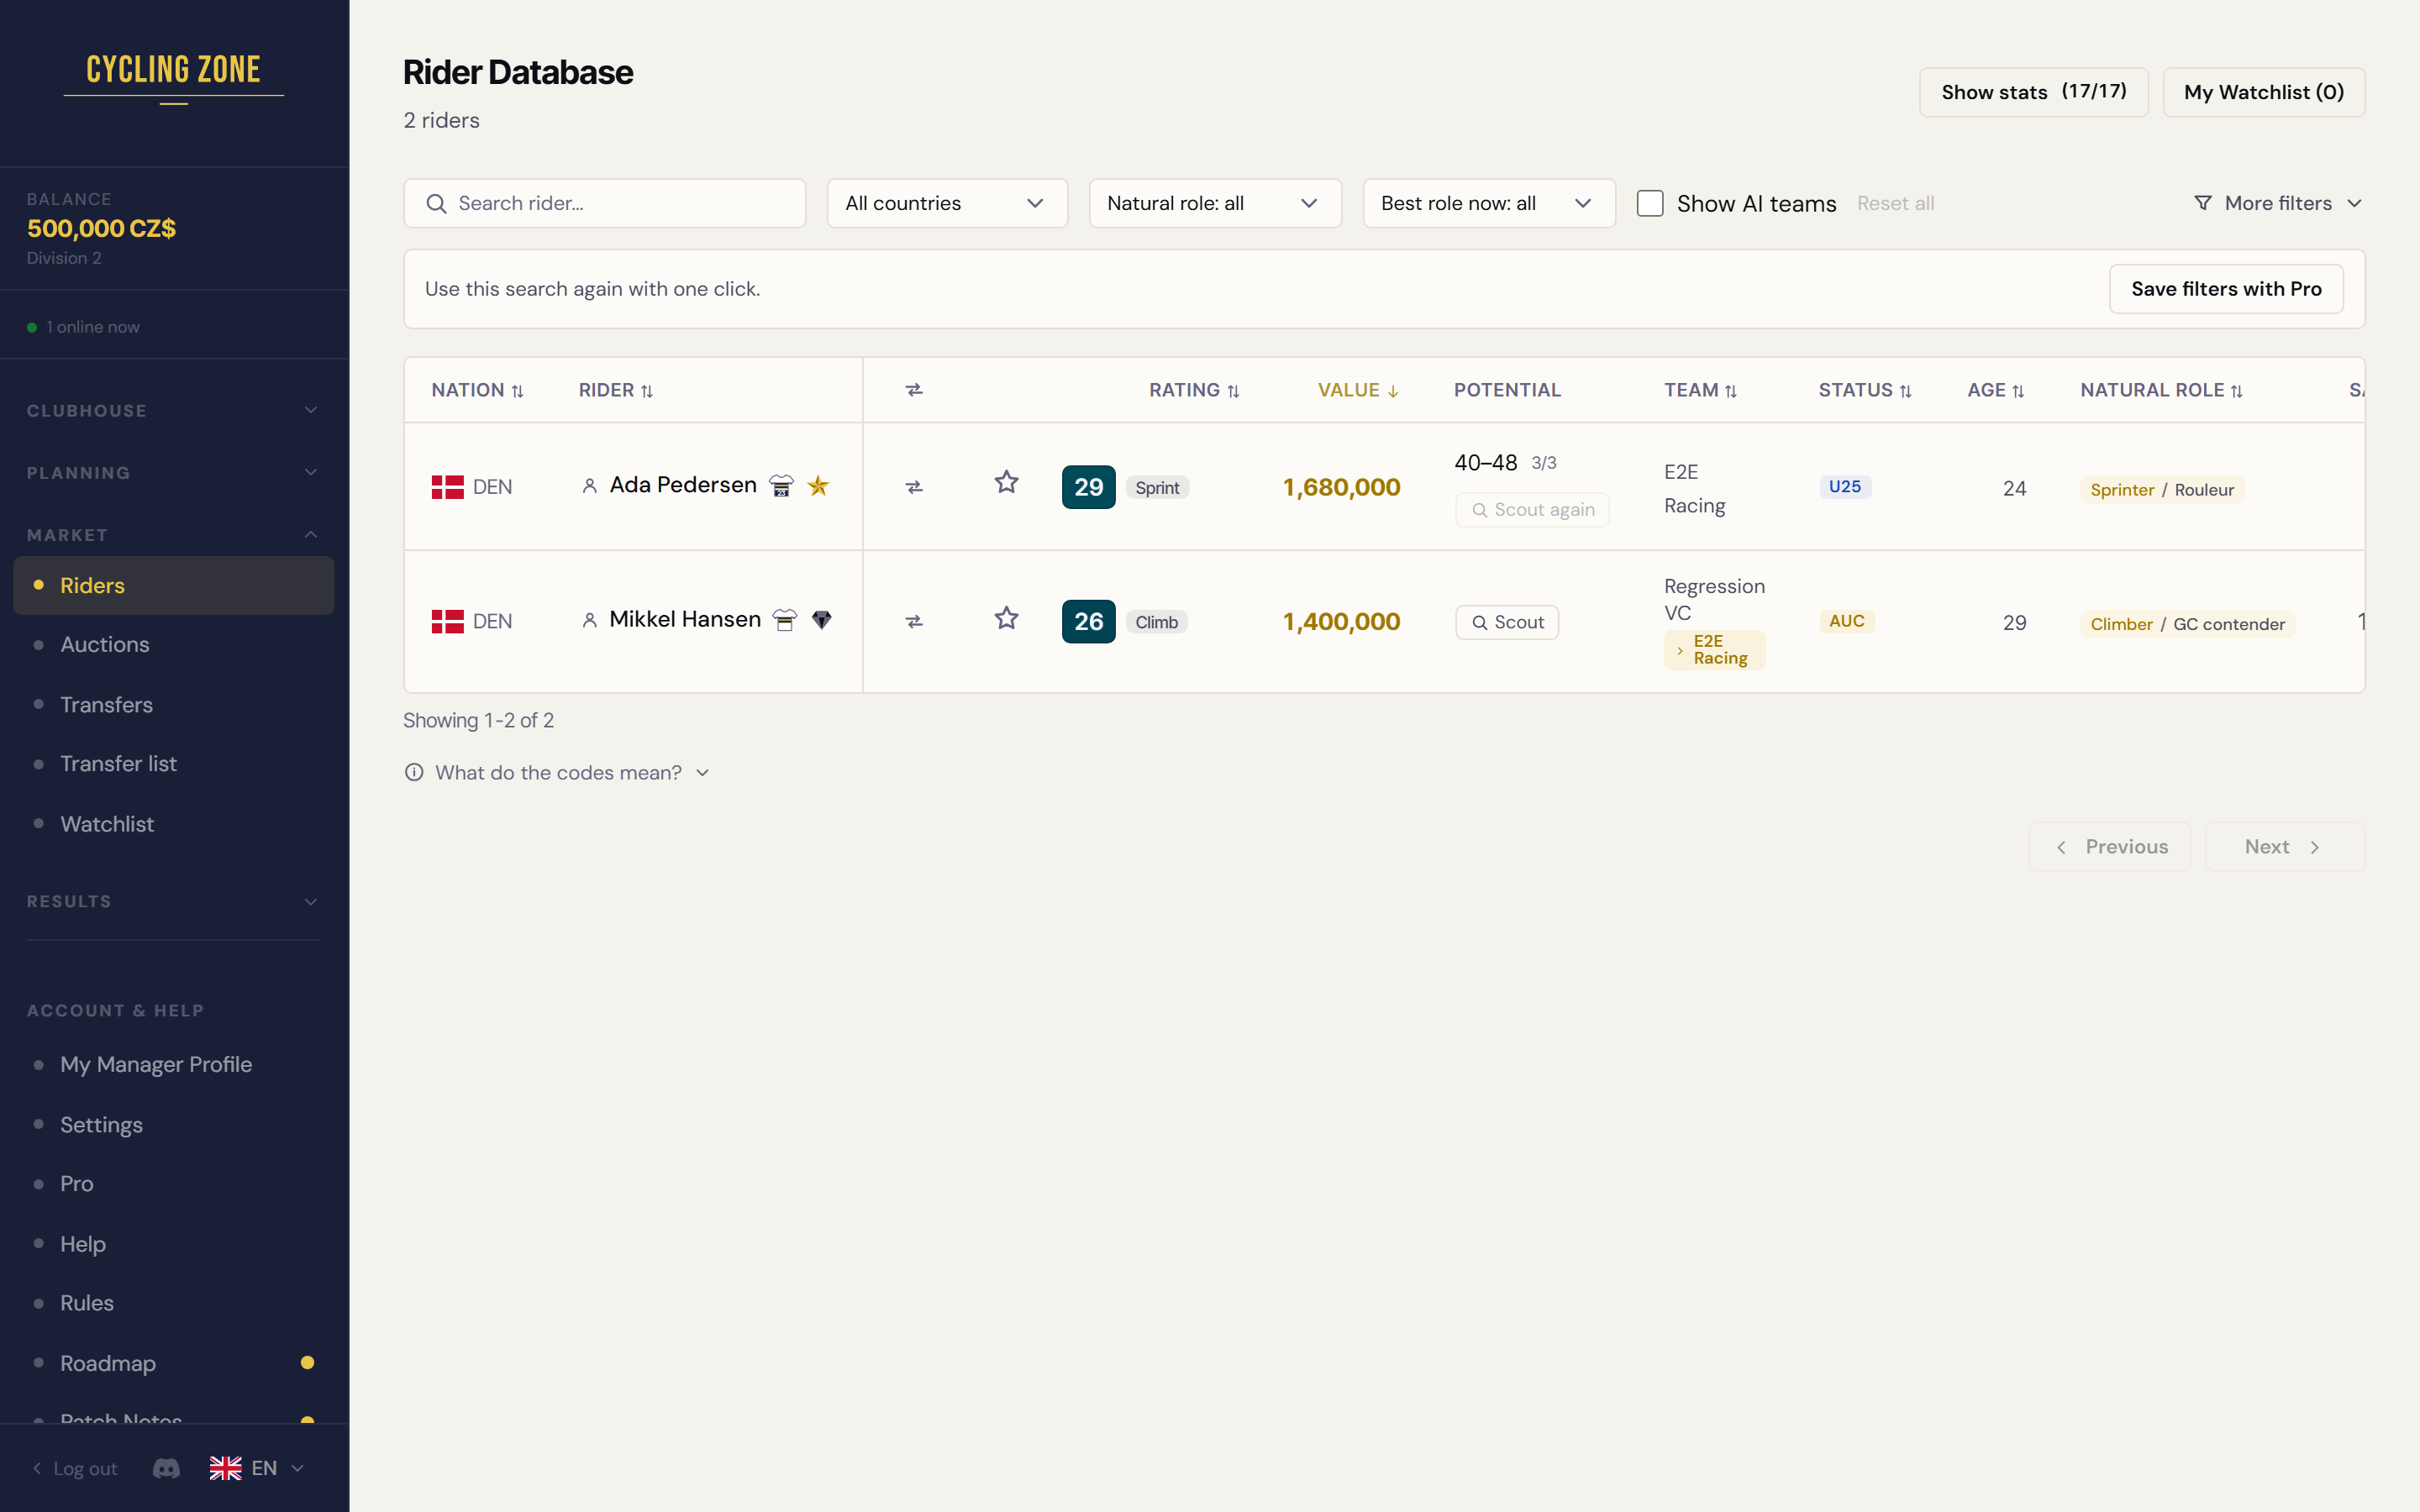 CYCLING ZONE
BALANCE
500,000 CZ$
Division 2
1 online now
CLUBHOUSE
PLANNING
MARKET
Riders
Auctions
Transfers
Transfer list
Watchlist
RESULTS
ACCOUNT & HELP
My Manager Profile
Settings
Pro
Help
Rules
Roadmap
Patch Notes
Log out EN
Rider Database
2 riders
Show stats (17/17) My Watchlist (0)
Search rider... All countries Natural role: all Best role now: all Show AI teams Reset all More filters
Use this search again with one click. Save filters with Pro
NATION RIDER RATING VALUE POTENTIAL TEAM STATUS AGE NATURAL ROLE
DEN Ada Pedersen 23 29 Sprint 1,680,000 40–48 3/3 Scout again E2E Racing U25 24 Sprinter / Rouleur
DEN Mikkel Hansen 26 Climb 1,400,000 Scout Regression VC E2E Racing AUC 29 Climber / GC contender
Showing 1-2 of 2
What do the codes mean?
Previous Next